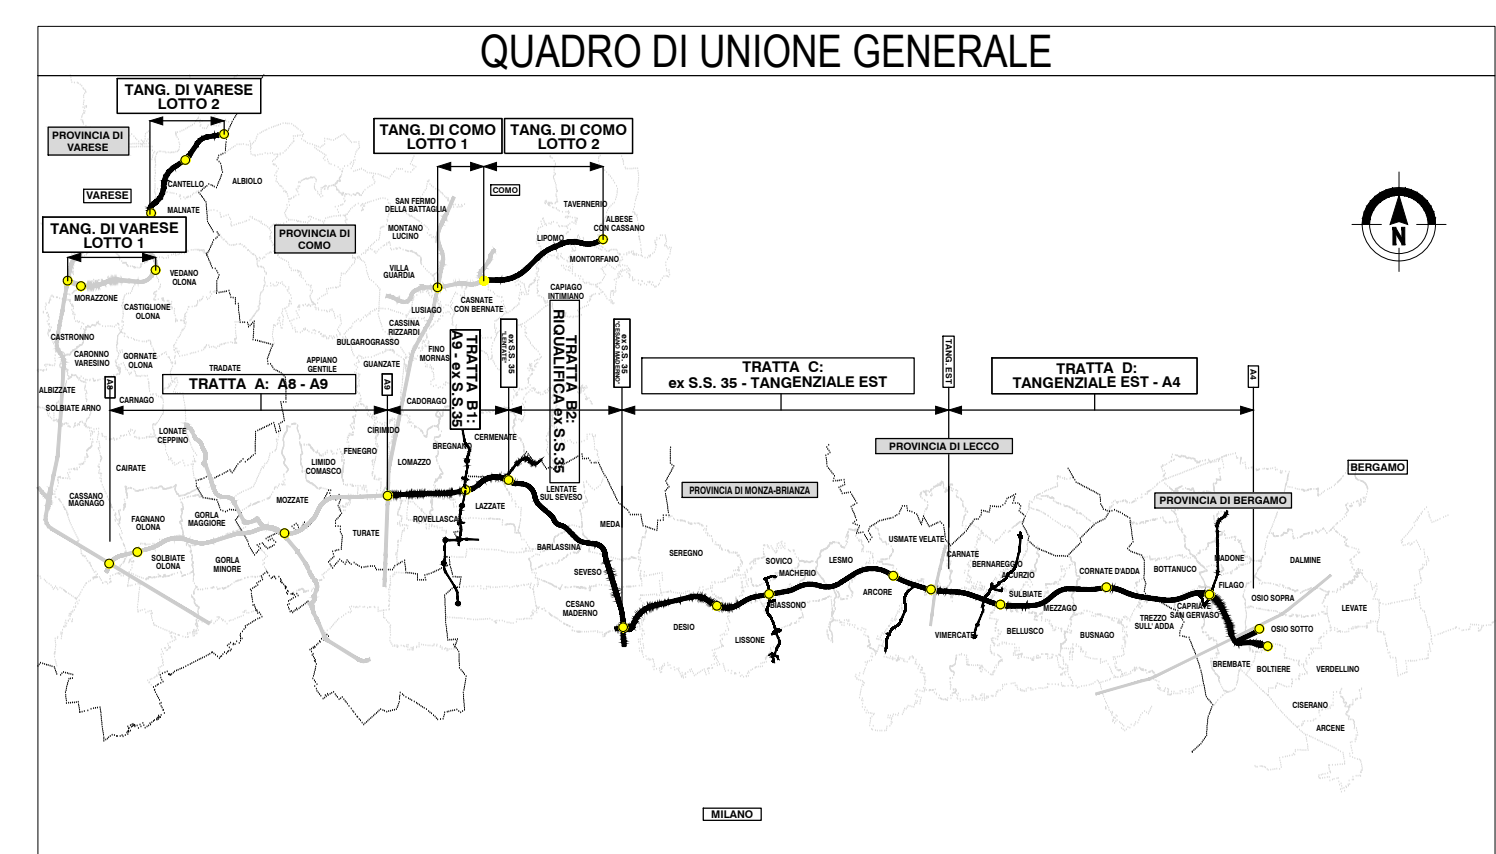 QUADRO DI UNIONE GENERALE
TANG. DI VARESE
LOTTO 2
PROVINCIA DI
VARESE
TANG. DI COMO
LOTTO 1
TANG. DI COMO
LOTTO 2
CANTELLO
ALBIOLO
VARESE
MALNATE
COMO
SAN FERMO
DELLA BATTAGLIA
TAVERNERIO
ALBESE
CON CASSANO
TANG. DI VARESE
LOTTO 1
PROVINCIA DI
COMO
MONTANO
LUCINO
LIPOMO
MONTORFANO
N
VILLA
GUARDIA
VEDANO
OLONA
MORAZZONE
CASTIGLIONE
OLONA
CAPIAGO
INTIMIANO
CASNATE
CON BERNATE
LUSIAGO
CASSINA
RIZZARDI
BULGAROGRASSO
CASTRONNO
CARONNO
VARESINO
GORNATE
OLONA
TRADATE
APPIANO
GENTILE
GUANZATE
FINO
MORNAS
TRATTA B1:
A9 - ex S.S.35
ex S.S. 35
"LENTATE"
TRATTA B2:
RIQUALIFICA ex S.S.35
ex S.S. 35
"CESANO MADERNO"
TRATTA C:
ex S.S. 35 - TANGENZIALE EST
TANG. EST
TRATTA D:
TANGENZIALE EST - A4
A4
ALBIZZATE
A8
TRATTA A: A8 - A9
A9
SOLBIATE ARNO
CARNAGO
CADORAGO
LONATE
CEPPINO
CIRIMIDO
CERMENATE
BREGNANO
FENEGRO
PROVINCIA DI LECCO
BERGAMO
CAIRATE
LIMIDO
COMASCO
LOMAZZO
CASSANO
MAGNAGO
MOZZATE
LENTATE
SUL SEVESO
PROVINCIA DI MONZA-BRIANZA
PROVINCIA DI BERGAMO
FAGNANO
OLONA
GORLA
MAGGIORE
ROVELLASCA
LAZZATE
MEDA
TURATE
USMATE VELATE
BARLASSINA
SEREGNO
CARNATE
SOLBIATE
OLONA
GORLA
MINORE
SOVICO
LESMO
BERNAREGGIO
MADONE
DALMINE
SEVESO
MACHERIO
AICURZIO
CORNATE D'ADDA
BOTTANUCO
FILAGO
ARCORE
SULBIATE
OSIO SOPRA
CESANO
MADERNO
BIASSONO
MEZZAGO
CAPRIATE
SAN GERVASO
LEVATE
TREZZO
SULL' ADDA
DESIO
LISSONE
VIMERCATE
BELLUSCO
BUSNAGO
OSIO SOTTO
BREMBATE
BOLTIERE
VERDELLINO
CISERANO
ARCENE
MILANO